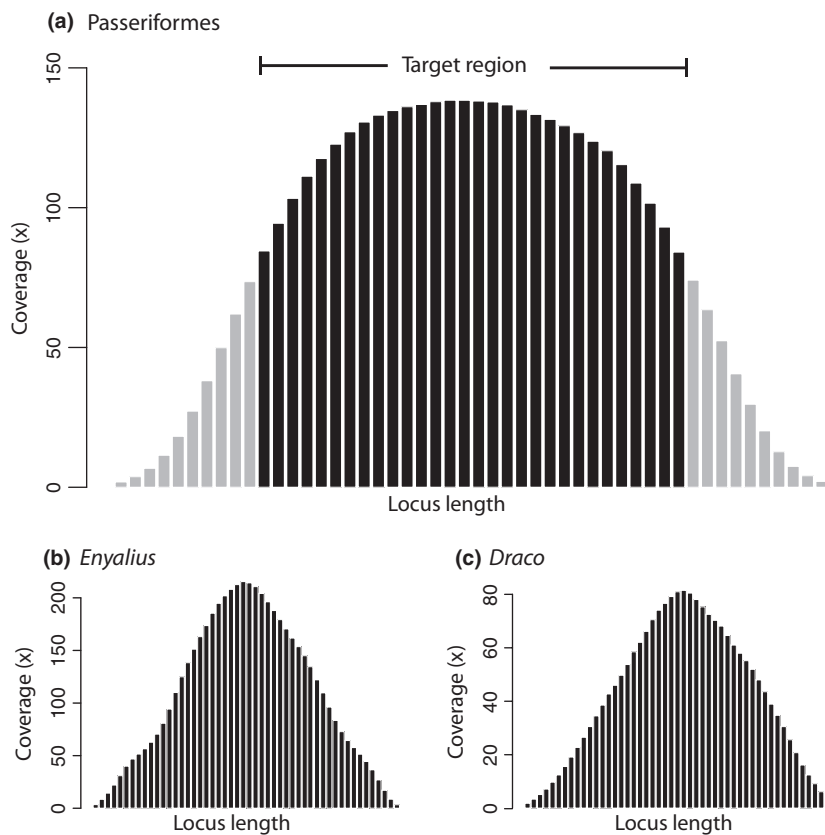 (a) Passeriformes
Target region
150
100
50
0
Coverage (x)
Locus length
(b) Enyalius
200
150
100
50
0
Coverage (x)
Locus length
(c) Draco
80
60
40
20
0
Coverage (x)
Locus length